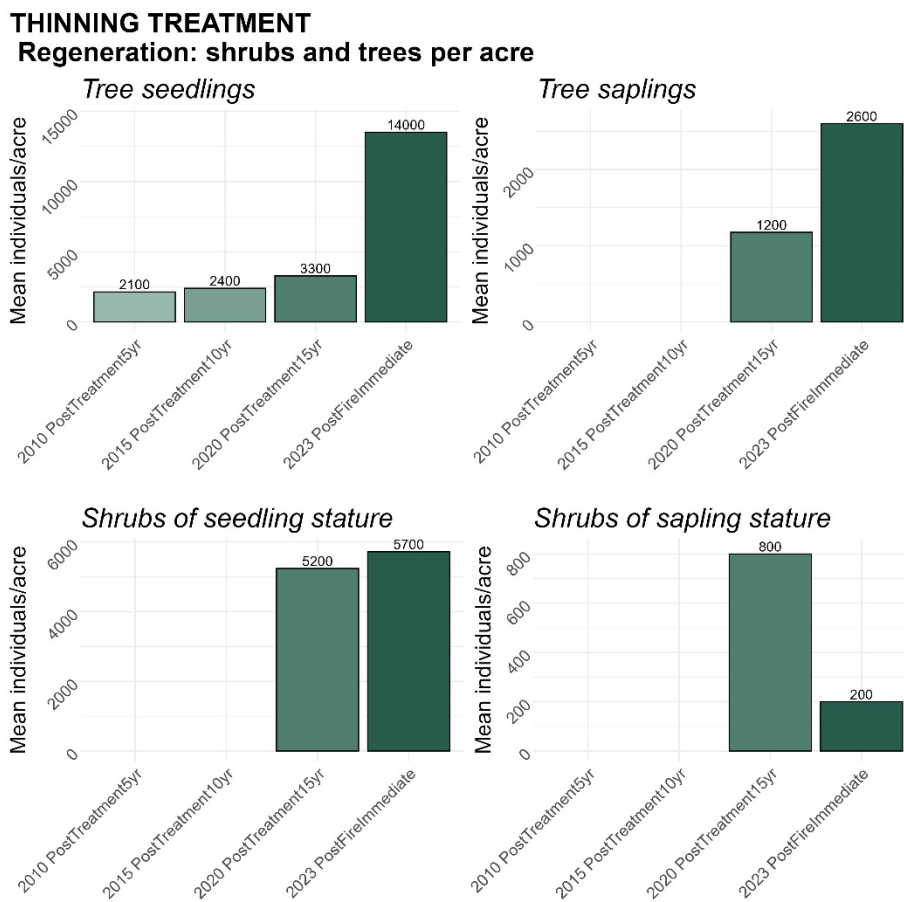 THINNING TREATMENT
Regeneration: shrubs and trees per acre
Tree seedlings
Mean individuals/acre
15000
10000
5000
0
2100
2400
3300
14000
2010 PostTreatment5yr
2015 PostTreatment10yr
2020 PostTreatment15yr
2023 PostFireImmediate
Tree saplings
Mean individuals/acre
2000
1000
0
1200
2600
2010 PostTreatment5yr
2015 PostTreatment10yr
2020 PostTreatment15yr
2023 PostFireImmediate
Shrubs of seedling stature
Mean individuals/acre
6000
4000
2000
0
5200
5700
2010 PostTreatment5yr
2015 PostTreatment10yr
2020 PostTreatment15yr
2023 PostFireImmediate
Shrubs of sapling stature
Mean individuals/acre
800
600
400
200
0
800
200
2010 PostTreatment5yr
2015 PostTreatment10yr
2020 PostTreatment15yr
2023 PostFireImmediate